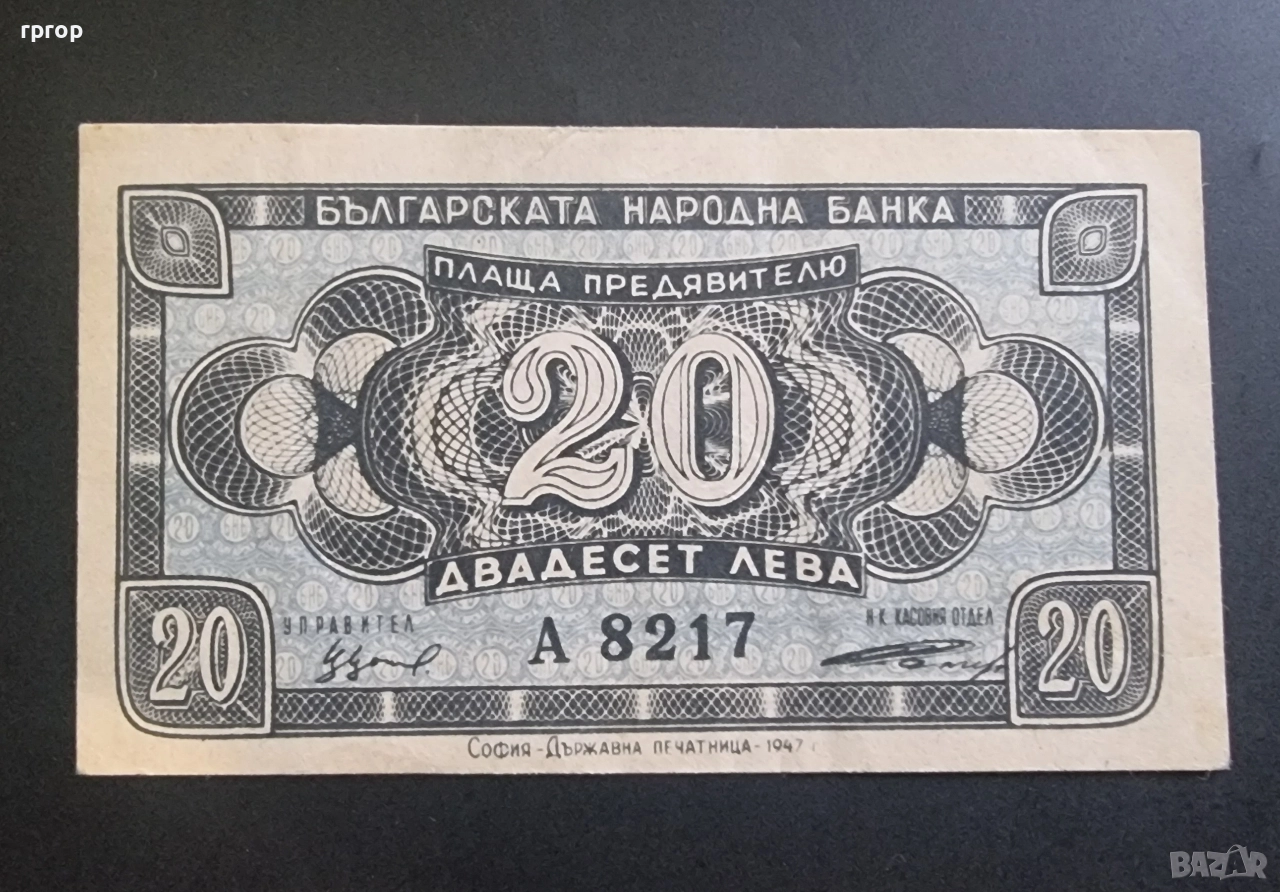 гргор
БЪЛГАРСКАТА НАРОДНА БАНКА
ПЛАЩА ПРЕДЯВИТЕЛЮ
20
ДВАДЕСЕТ ЛЕВА
20 УПРАВИТЕЛ А 8217 Н-К КАСОВИЯ ОТДЕЛ 20
СОФИЯ - ДЪРЖАВНА ПЕЧАТНИЦА - 1947 г
BAZAR